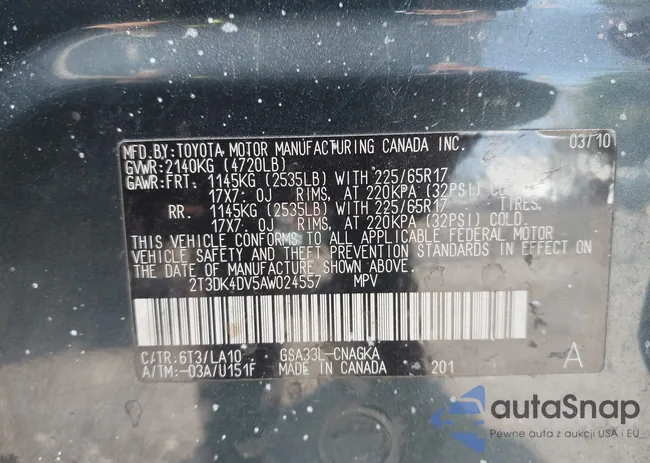 MFD.BY:TOYOTA MOTOR MANUFACTURING CANADA INC. 03/10
GVWR:2140KG (4720LB)
GAWR:FRT. 1145KG (2535LB) WITH 225/65R17
17X7.0J RIMS, AT 220KPA (32PSI)
RR. 1145KG (2535LB) WITH 225/65R17 TIRES,
17X7.0J RIMS, AT 220KPA (32PSI) COLD.
THIS VEHICLE CONFORMS TO ALL APPLICABLE FEDERAL MOTOR
VEHICLE SAFETY AND THEFT PREVENTION STANDARDS IN EFFECT ON
THE DATE OF MANUFACTURE SHOWN ABOVE.
2T3DK4DV5AW024557 MPV
C/TR:6T3/LA10 GSA33L-CNAGKA
A/TM:-03A/U151F MADE IN CANADA 201 A
autaSnap
Pewne auta z aukcji USA i EU